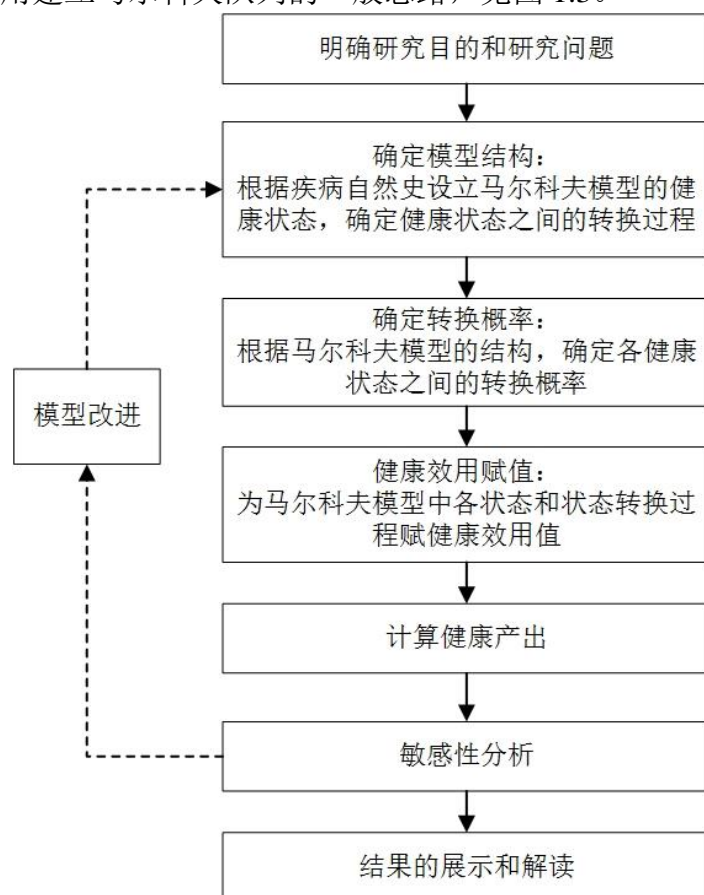 明确研究目的和研究问题
确定模型结构：
根据疾病自然史设立马尔科夫模型的健
康状态，确定健康状态之间的转换过程
确定转换概率：
根据马尔科夫模型的结构，确定各健康
状态之间的转换概率
模型改进
健康效用赋值：
为马尔科夫模型中各状态和状态转换过
程赋健康效用值
计算健康产出
敏感性分析
结果的展示和解读